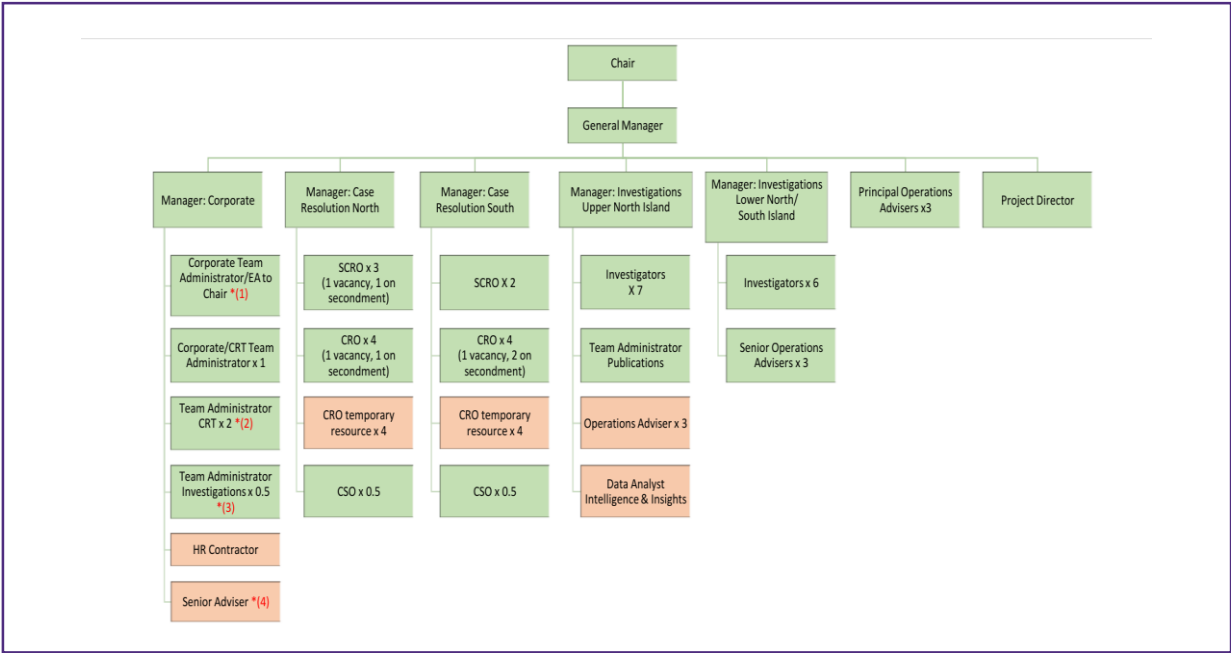 Chair
General Manager
Manager: Corporate
Manager: Case
Resolution North
Manager: Case
Resolution South
Manager: Investigations
Upper North Island
Manager: Investigations
Lower North/
South Island
Principal Operations
Advisers x3
Project Director
Corporate Team
Administrator/EA to
Chair *(1)
Corporate/CRT Team
Administrator x 1
Team Administrator
CRT x 2 *(2)
Team Administrator
Investigations x 0.5
*(3)
HR Contractor
Senior Adviser *(4)
SCRO x 3
(1 vacancy, 1 on
secondment)
CRO x 4
(1 vacancy, 1 on
secondment)
CRO temporary
resource x 4
CSO x 0.5
SCRO X 2
CRO x 4
(1 vacancy, 2 on
secondment)
CRO temporary
resource x 4
CSO x 0.5
Investigators
X 7
Team Administrator
Publications
Operations Adviser x 3
Data Analyst
Intelligence & Insights
Investigators x 6
Senior Operations
Advisers x 3